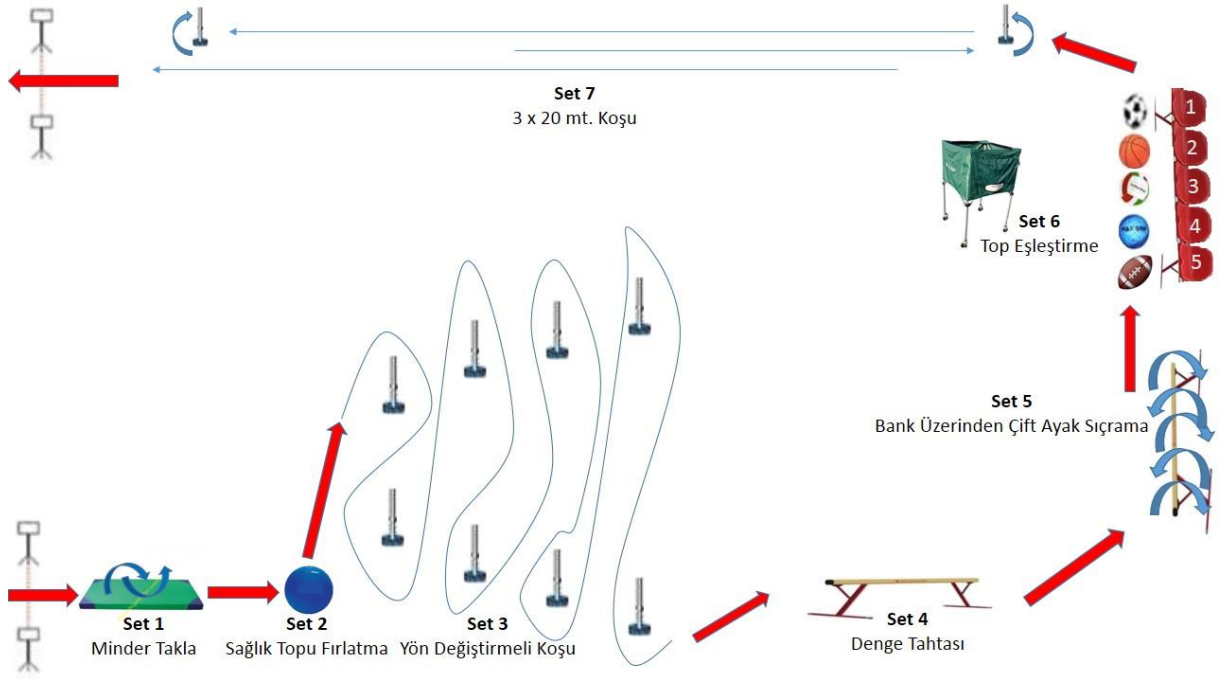 Set 7
3 x 20 mt. Koşu
1
2
3
4
5
Set 6
Top Eşleştirme
Set 5
Bank Üzerinden Çift Ayak Sıçrama
Set 1
Minder Takla
Set 2
Sağlık Topu Fırlatma
Set 3
Yön Değiştirmeli Koşu
Set 4
Denge Tahtası